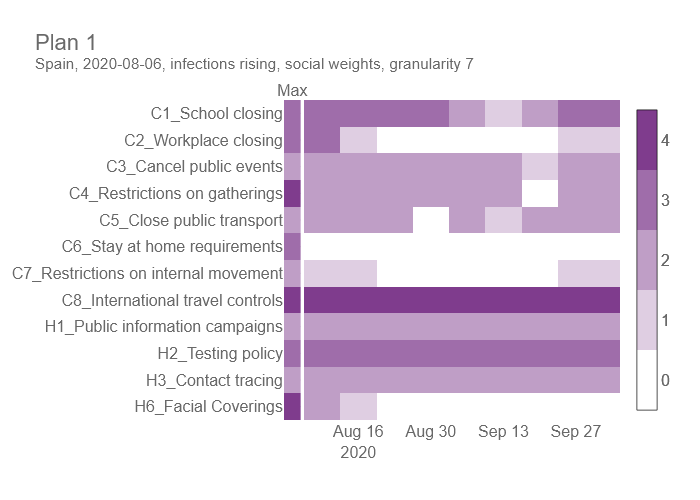 Plan 1
Spain, 2020-08-06, infections rising, social weights, granularity 7
Max
C1_School closing
C2_Workplace closing
C3_Cancel public events
C4_Restrictions on gatherings
C5_Close public transport
C6_Stay at home requirements
C7_Restrictions on internal movement
C8_International travel controls
H1_Public information campaigns
H2_Testing policy
H3_Contact tracing
H6_Facial Coverings
Aug 16 Aug 30 Sep 13 Sep 27
2020
4
3
2
1
0